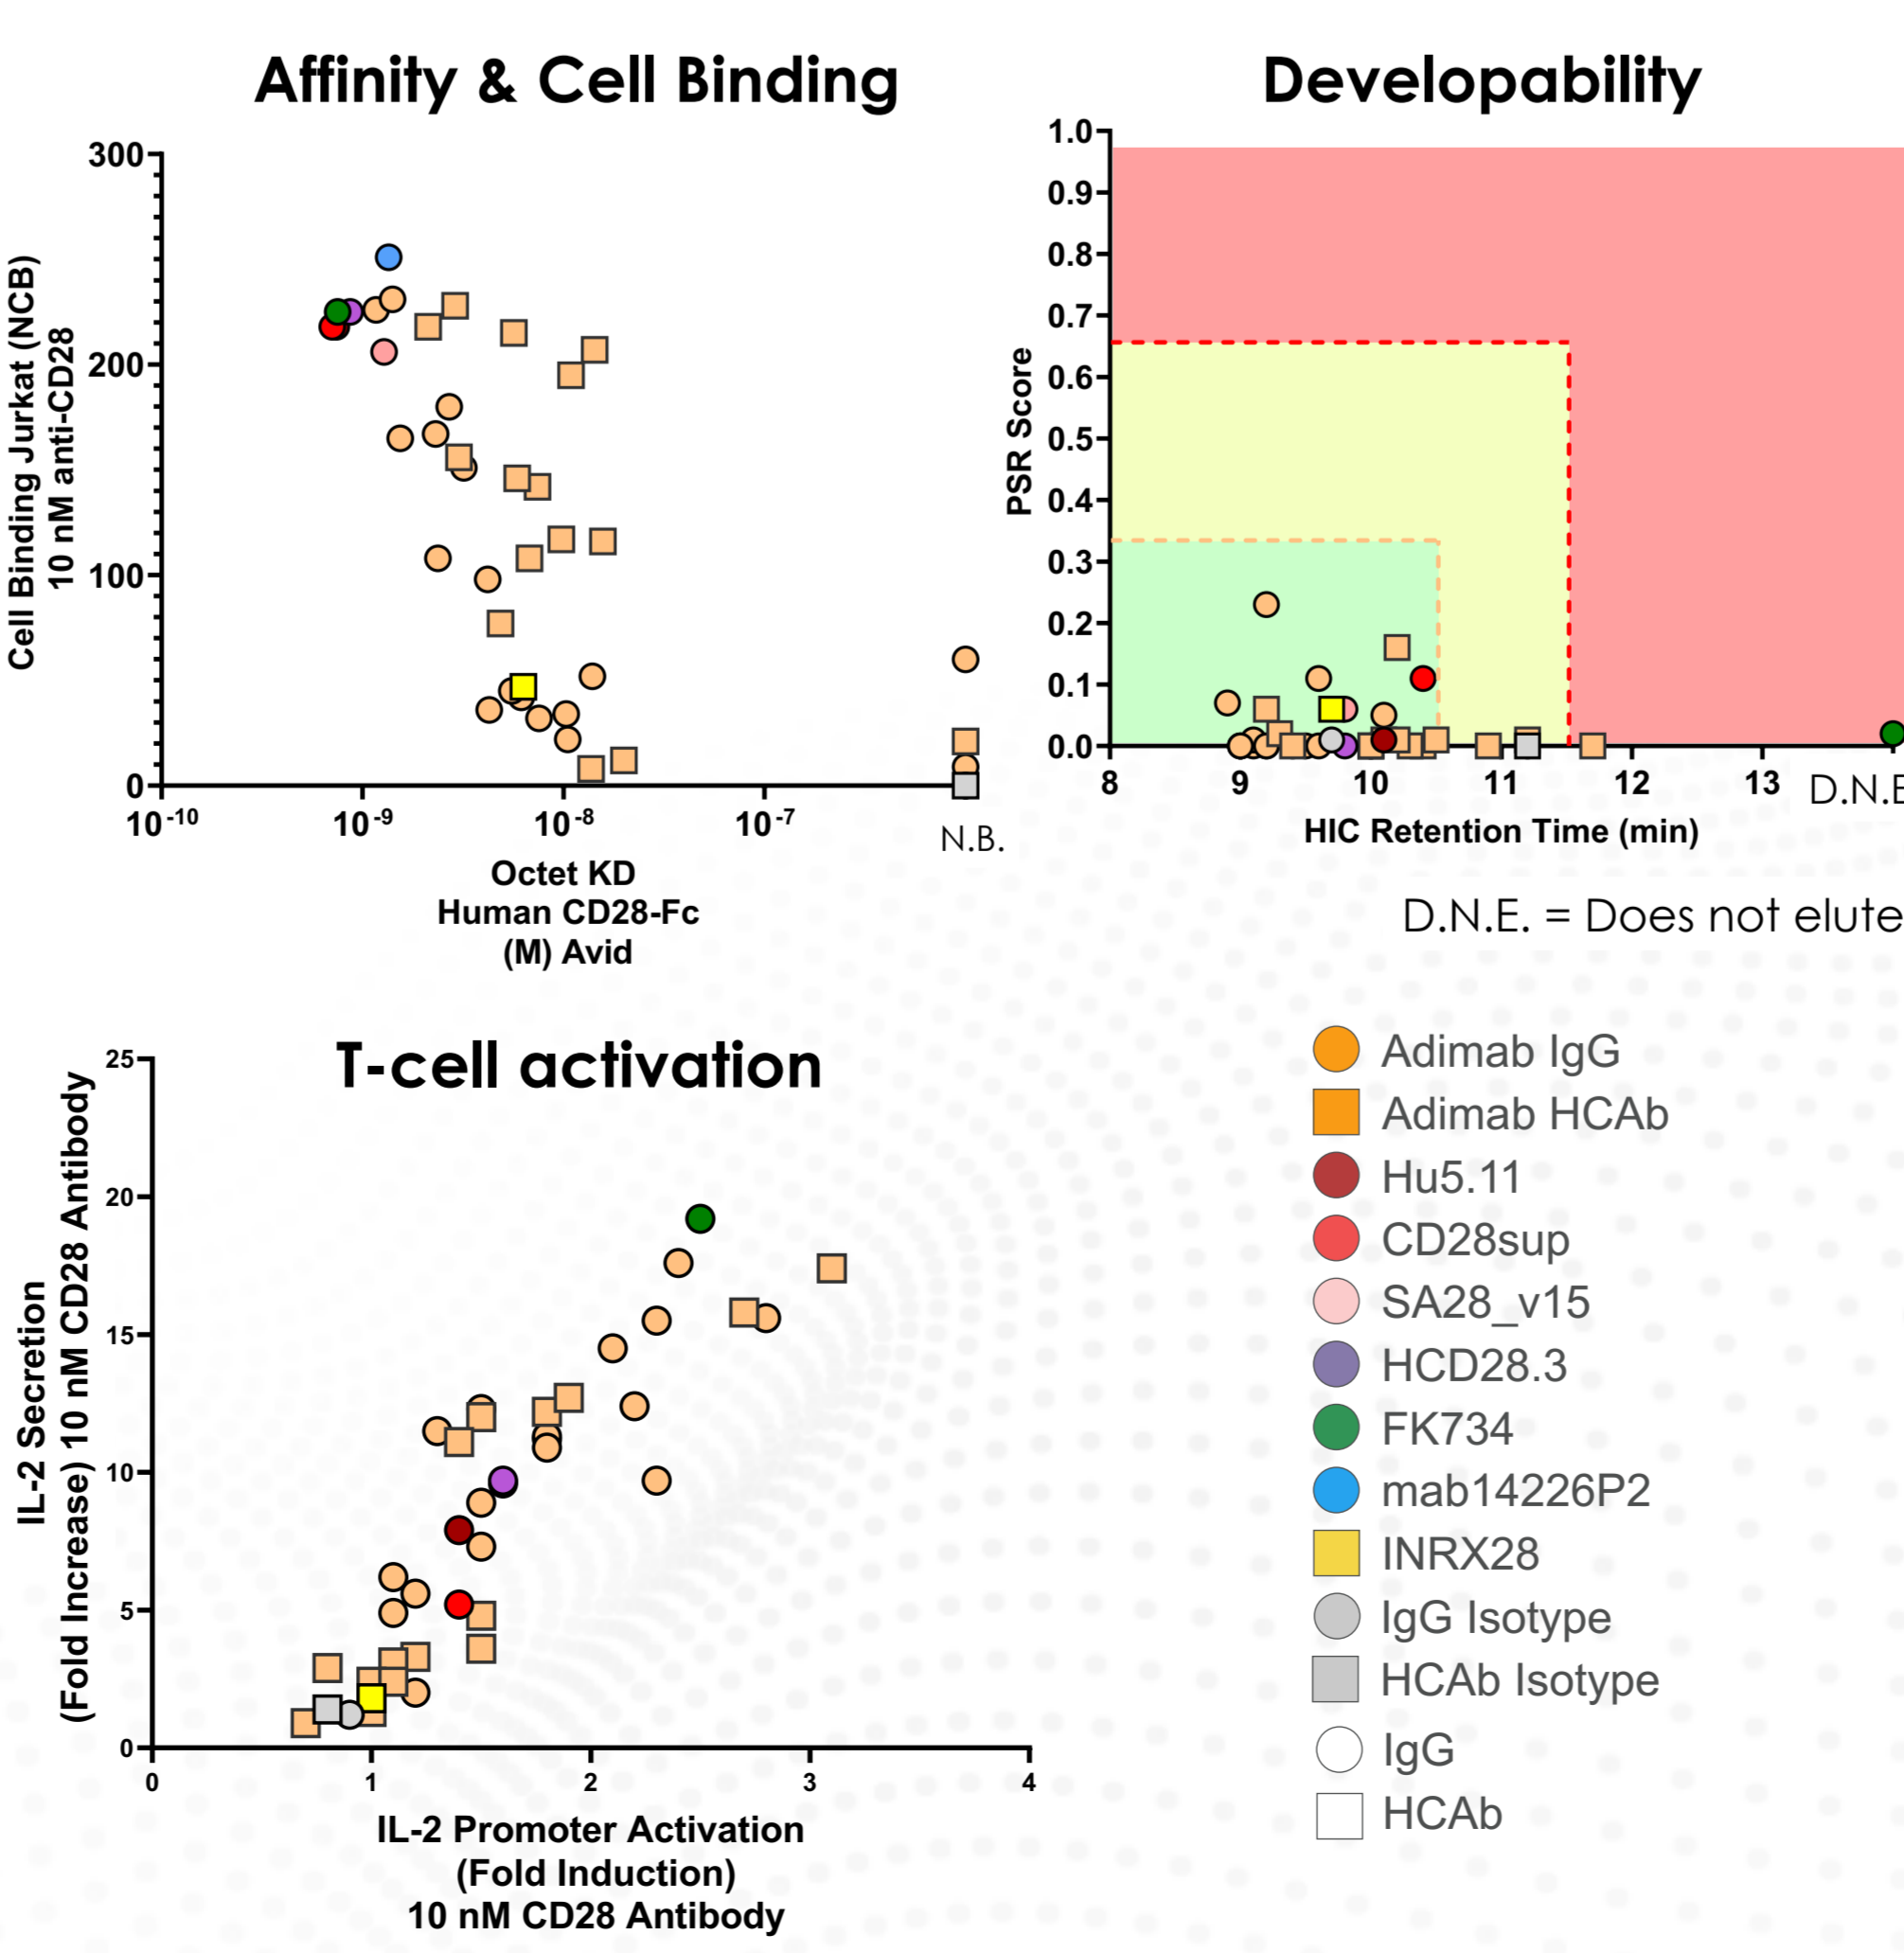 Affinity & Cell Binding
300
200
100
0
Cell Binding Jurkat (NCB)
10 nM anti-CD28
10-10
10-9
10-8
10-7
N.B.
Octet KD
Human CD28-Fc
(M) Avid
Developability
1.0
0.9
0.8
0.7
0.6
0.5
0.4
0.3
0.2
0.1
0.0
PSR Score
8
9
10
11
12
13
D.N.E
HIC Retention Time (min)
D.N.E. = Does not elute
T-cell activation
25
20
15
10
5
0
IL-2 Secretion
(Fold Increase) 10 nM CD28 Antibody
0
1
2
3
4
IL-2 Promoter Activation
(Fold Induction)
10 nM CD28 Antibody
Adimab IgG
Adimab HCAb
Hu5.11
CD28sup
SA28_v15
HCD28.3
FK734
mab14226P2
INRX28
IgG Isotype
HCAb Isotype
IgG
HCAb